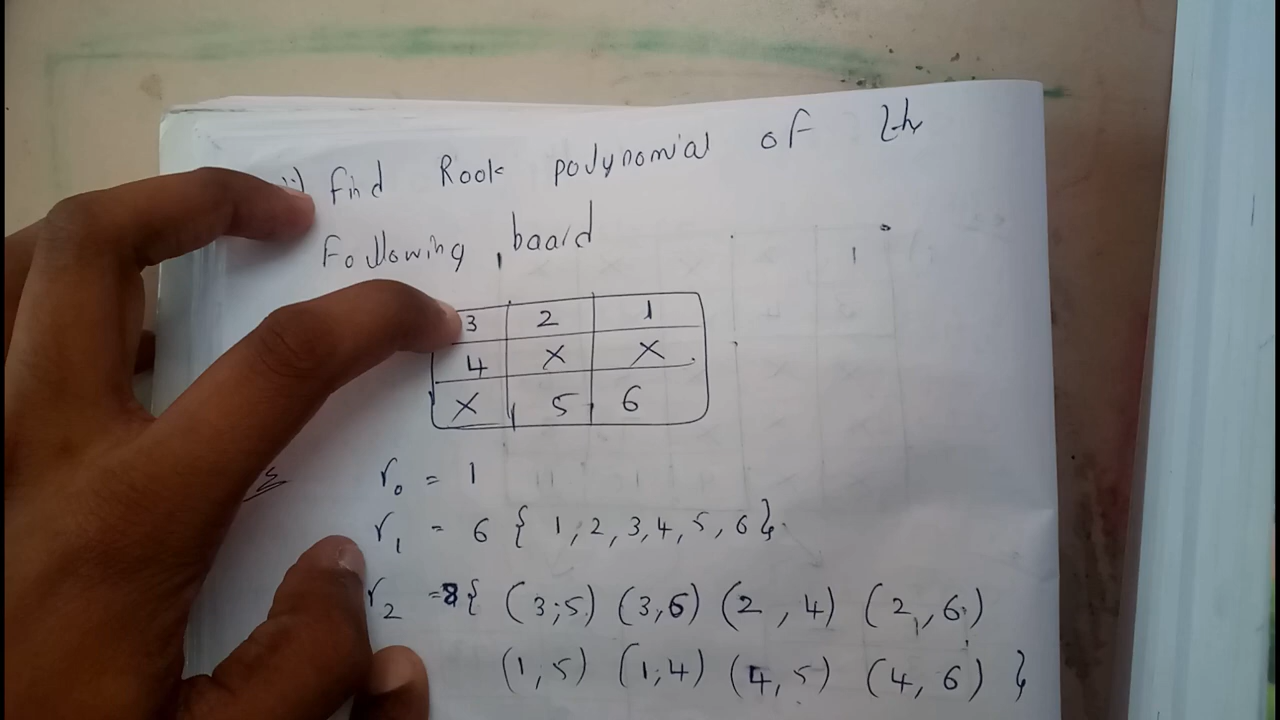 ii) Find Rook polynomial of the
Following board
3 2 1
4 X X
X 5 6
r₀ = 1
r₁ = 6 { 1, 2, 3, 4, 5, 6 }
r₂ = 8 { (3,5) (3,6) (2,4) (2,6)
(1,5) (1,4) (4,5) (4,6) }